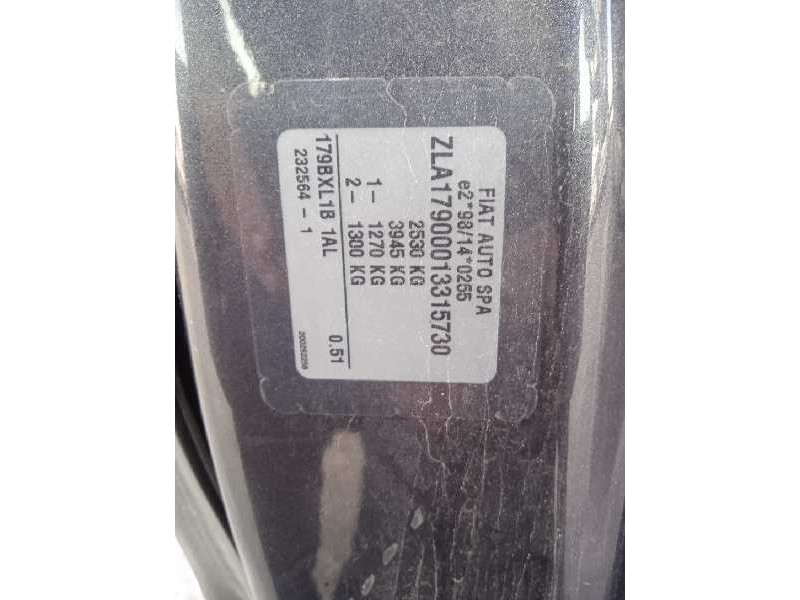 FIAT AUTO SPA
e2*98/14*0255
ZLA17900013315730
2530 KG
3945 KG
1– 1270 KG
2– 1300 KG
179BXL1B 1AL 0.51
232564 – 1